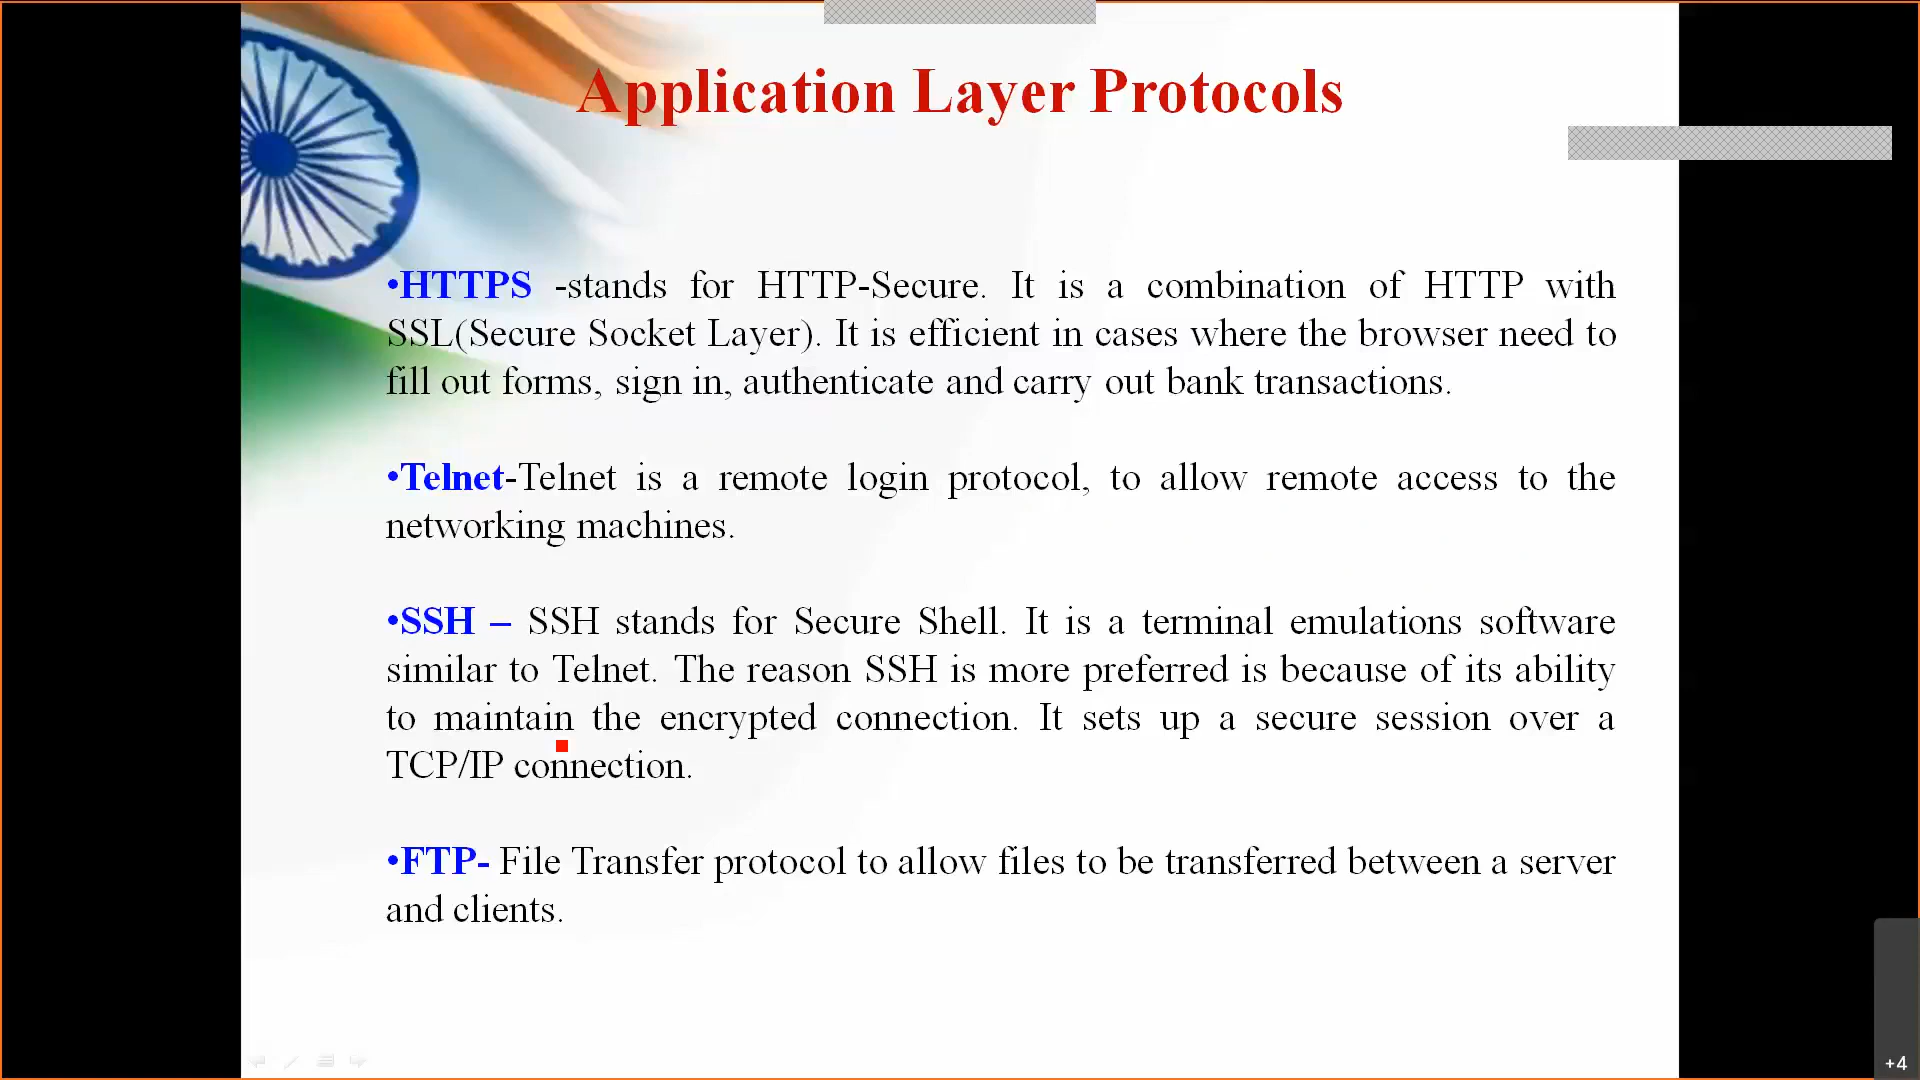 Application Layer Protocols
•HTTPS -stands for HTTP-Secure. It is a combination of HTTP with
SSL(Secure Socket Layer). It is efficient in cases where the browser need to
fill out forms, sign in, authenticate and carry out bank transactions.
•Telnet-Telnet is a remote login protocol, to allow remote access to the
networking machines.
•SSH – SSH stands for Secure Shell. It is a terminal emulations software
similar to Telnet. The reason SSH is more preferred is because of its ability
to maintain the encrypted connection. It sets up a secure session over a
TCP/IP connection.
•FTP- File Transfer protocol to allow files to be transferred between a server
and clients.
+4